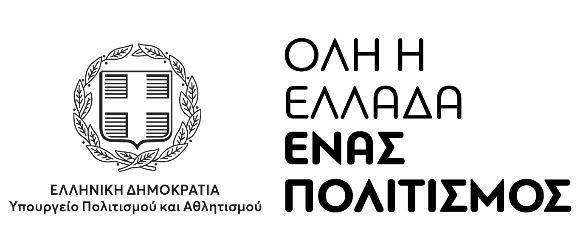 ΕΛΛΗΝΙΚΗ ΔΗΜΟΚΡΑΤΙΑ
Υπουργείο Πολιτισμού και Αθλητισμού
ΟΛΗ Η
ΕΛΛΑΔΑ
ΕΝΑΣ
ΠΟΛΙΤΙΣΜΟΣ